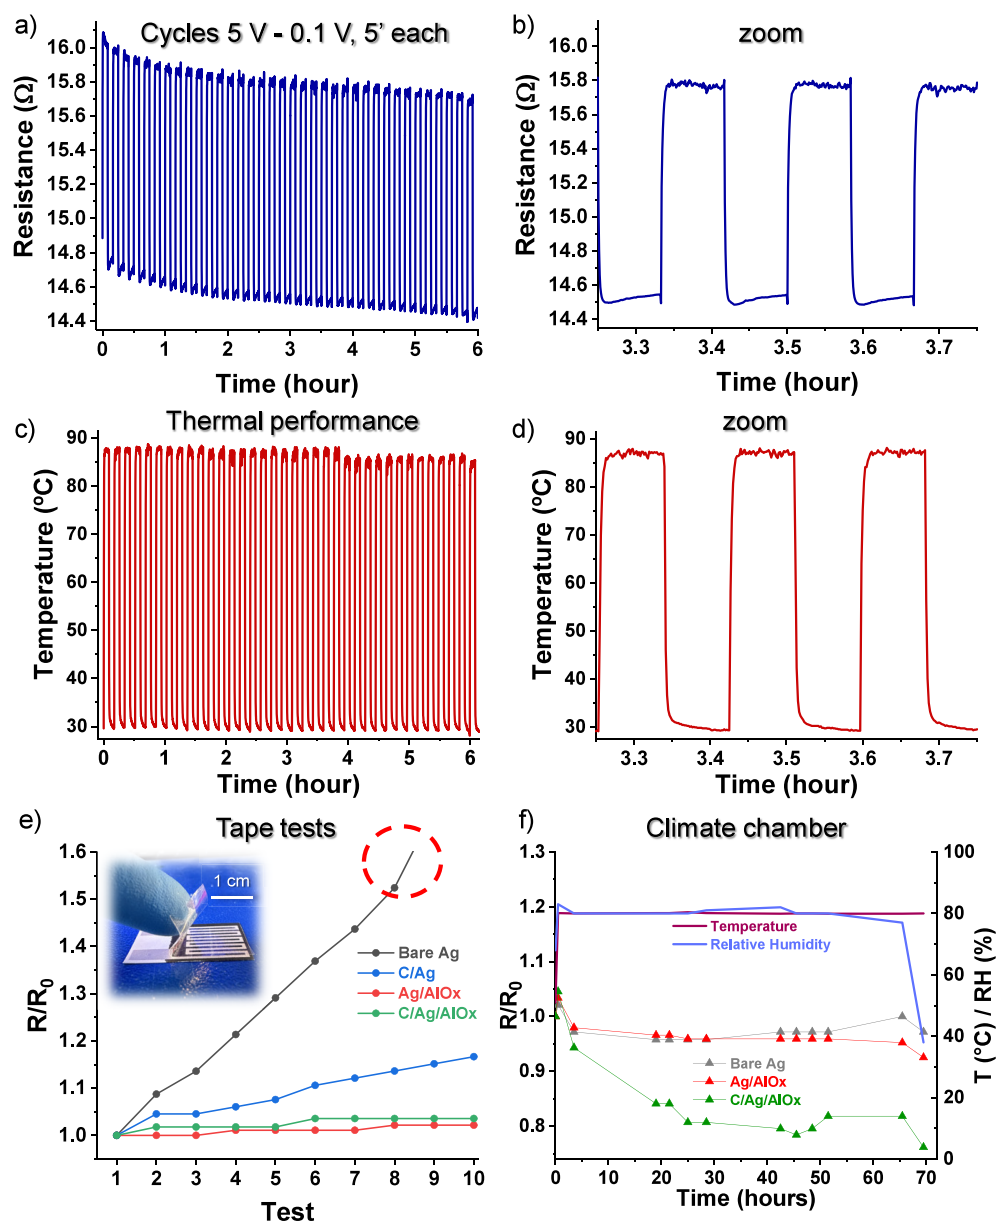 a)
Cycles 5 V - 0.1 V, 5' each
16.0
15.8
15.6
15.4
15.2
15.0
14.8
14.6
14.4
Resistance (Ω)
0 1 2 3 4 5 6
Time (hour)
b)
zoom
16.0
15.8
15.6
15.4
15.2
15.0
14.8
14.6
14.4
Resistance (Ω)
3.3 3.4 3.5 3.6 3.7
Time (hour)
c)
Thermal performance
90
80
70
60
50
40
30
Temperature (ºC)
0 1 2 3 4 5 6
Time (hour)
d)
zoom
90
80
70
60
50
40
30
Temperature (ºC)
3.3 3.4 3.5 3.6 3.7
Time (hour)
e)
Tape tests
1.6
1.5
1.4
1.3
1.2
1.1
1.0
R/R0
1 cm
Bare Ag
C/Ag
Ag/AlOx
C/Ag/AlOx
1 2 3 4 5 6 7 8 9 10
Test
f)
Climate chamber
1.3
1.2
1.1
1.0
0.9
0.8
R/R0
Temperature
Relative Humidity
Bare Ag
Ag/AlOx
C/Ag/AlOx
100
80
60
40
20
0
T (°C) / RH (%)
0 10 20 30 40 50 60 70
Time (hours)